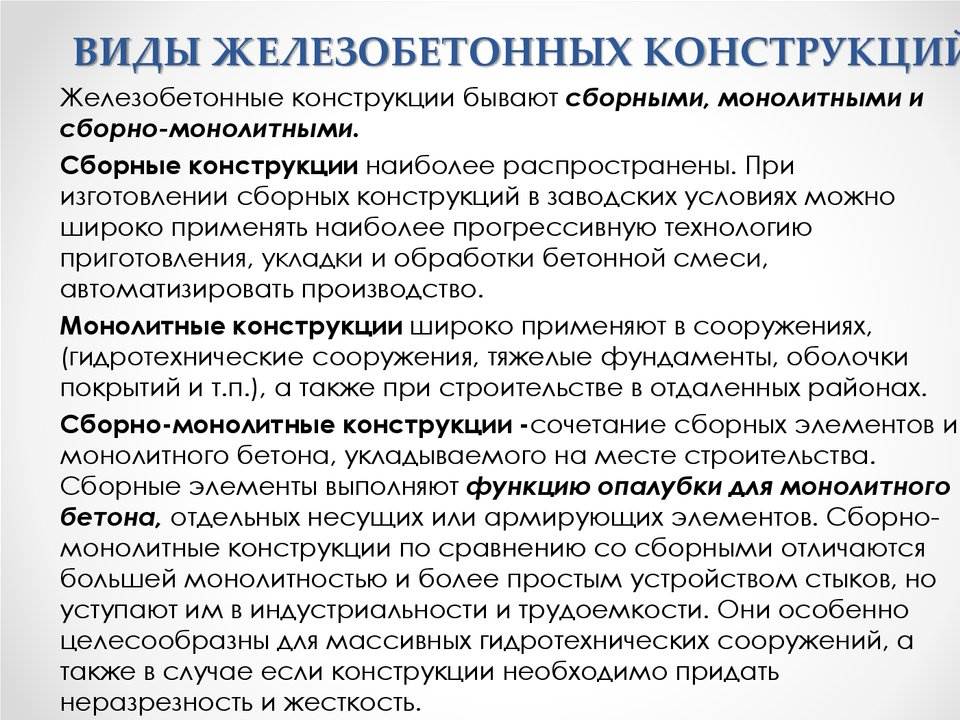 ВИДЫ ЖЕЛЕЗОБЕТОННЫХ КОНСТРУКЦИЙ
Железобетонные конструкции бывают сборными, монолитными и
сборно-монолитными.
Сборные конструкции наиболее распространены. При
изготовлении сборных конструкций в заводских условиях можно
широко применять наиболее прогрессивную технологию
приготовления, укладки и обработки бетонной смеси,
автоматизировать производство.
Монолитные конструкции широко применяют в сооружениях,
(гидротехнические сооружения, тяжелые фундаменты, оболочки
покрытий и т.п.), а также при строительстве в отдаленных районах.
Сборно-монолитные конструкции -сочетание сборных элементов и
монолитного бетона, укладываемого на месте строительства.
Сборные элементы выполняют функцию опалубки для монолитного
бетона, отдельных несущих или армирующих элементов. Сборно-
монолитные конструкции по сравнению со сборными отличаются
большей монолитностью и более простым устройством стыков, но
уступают им в индустриальности и трудоемкости. Они особенно
целесообразны для массивных гидротехнических сооружений, а
также в случае если конструкции необходимо придать
неразрезность и жесткость.